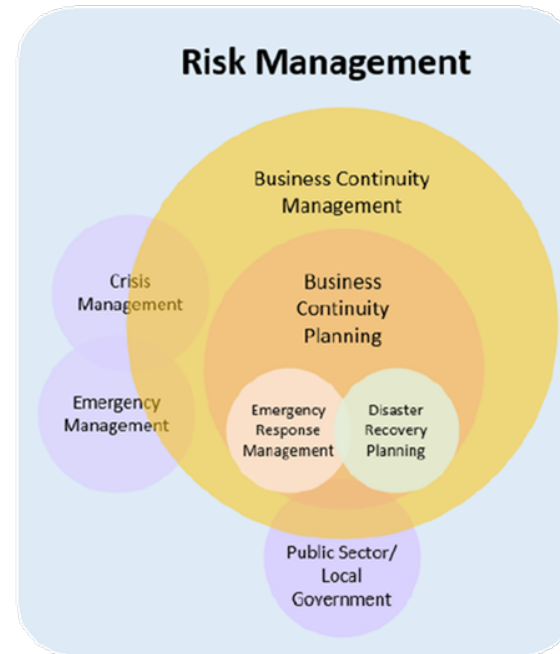 Risk Management
Business Continuity
Management
Crisis
Management
Business
Continuity
Planning
Emergency
Management
Emergency
Response
Management
Disaster
Recovery
Planning
Public Sector/
Local
Government